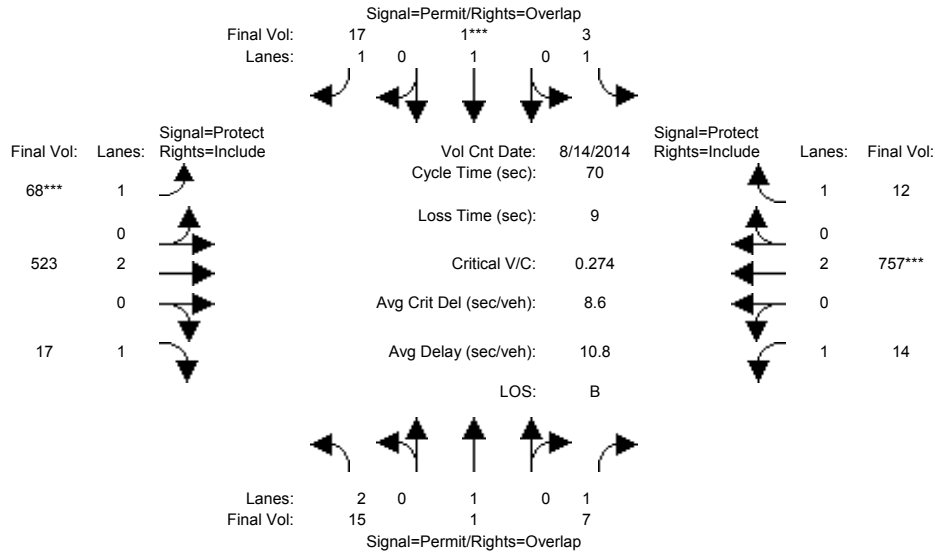 Signal=Permit/Rights=Overlap
Final Vol: 17 1*** 3
Lanes: 1 0 1 0 1
Signal=Protect
Final Vol: Lanes: Rights=Include
Vol Cnt Date: 8/14/2014
Signal=Protect
Rights=Include Lanes: Final Vol:
Cycle Time (sec): 70
68*** 1
1 12
Loss Time (sec): 9
0
0
523 2
Critical V/C: 0.274
2 757***
0
Avg Crit Del (sec/veh): 8.6
0
17 1
Avg Delay (sec/veh): 10.8
1 14
LOS: B
Lanes: 2 0 1 0 1
Final Vol: 15 1 7
Signal=Permit/Rights=Overlap